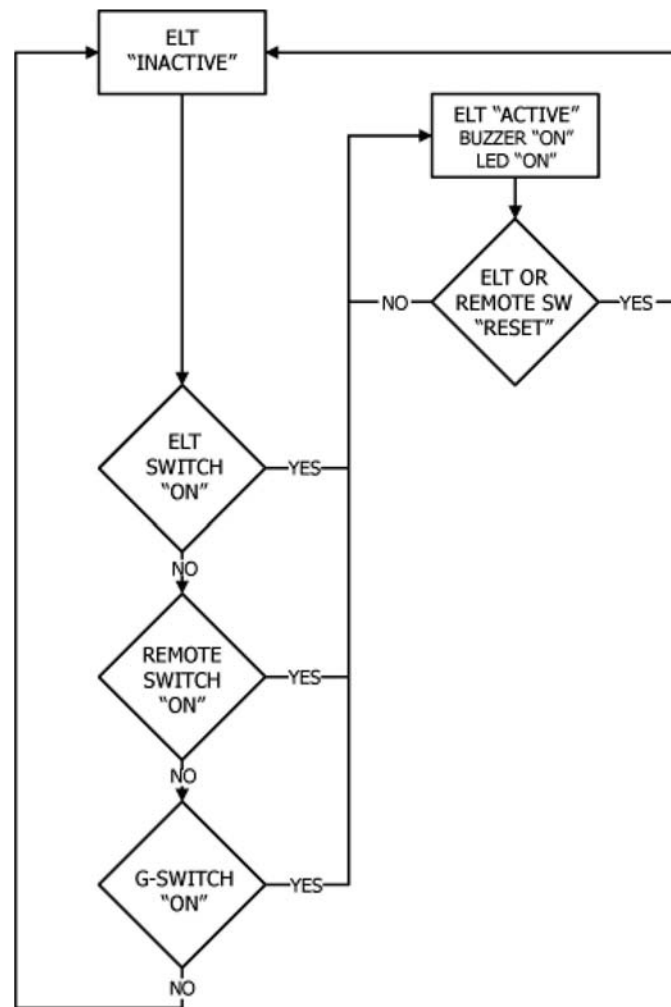 ELT
“INACTIVE”
ELT “ACTIVE”
BUZZER “ON”
LED “ON”
ELT OR
REMOTE SW
“RESET”
NO
YES
ELT
SWITCH
“ON”
YES
NO
REMOTE
SWITCH
“ON”
YES
NO
G-SWITCH
“ON”
YES
NO